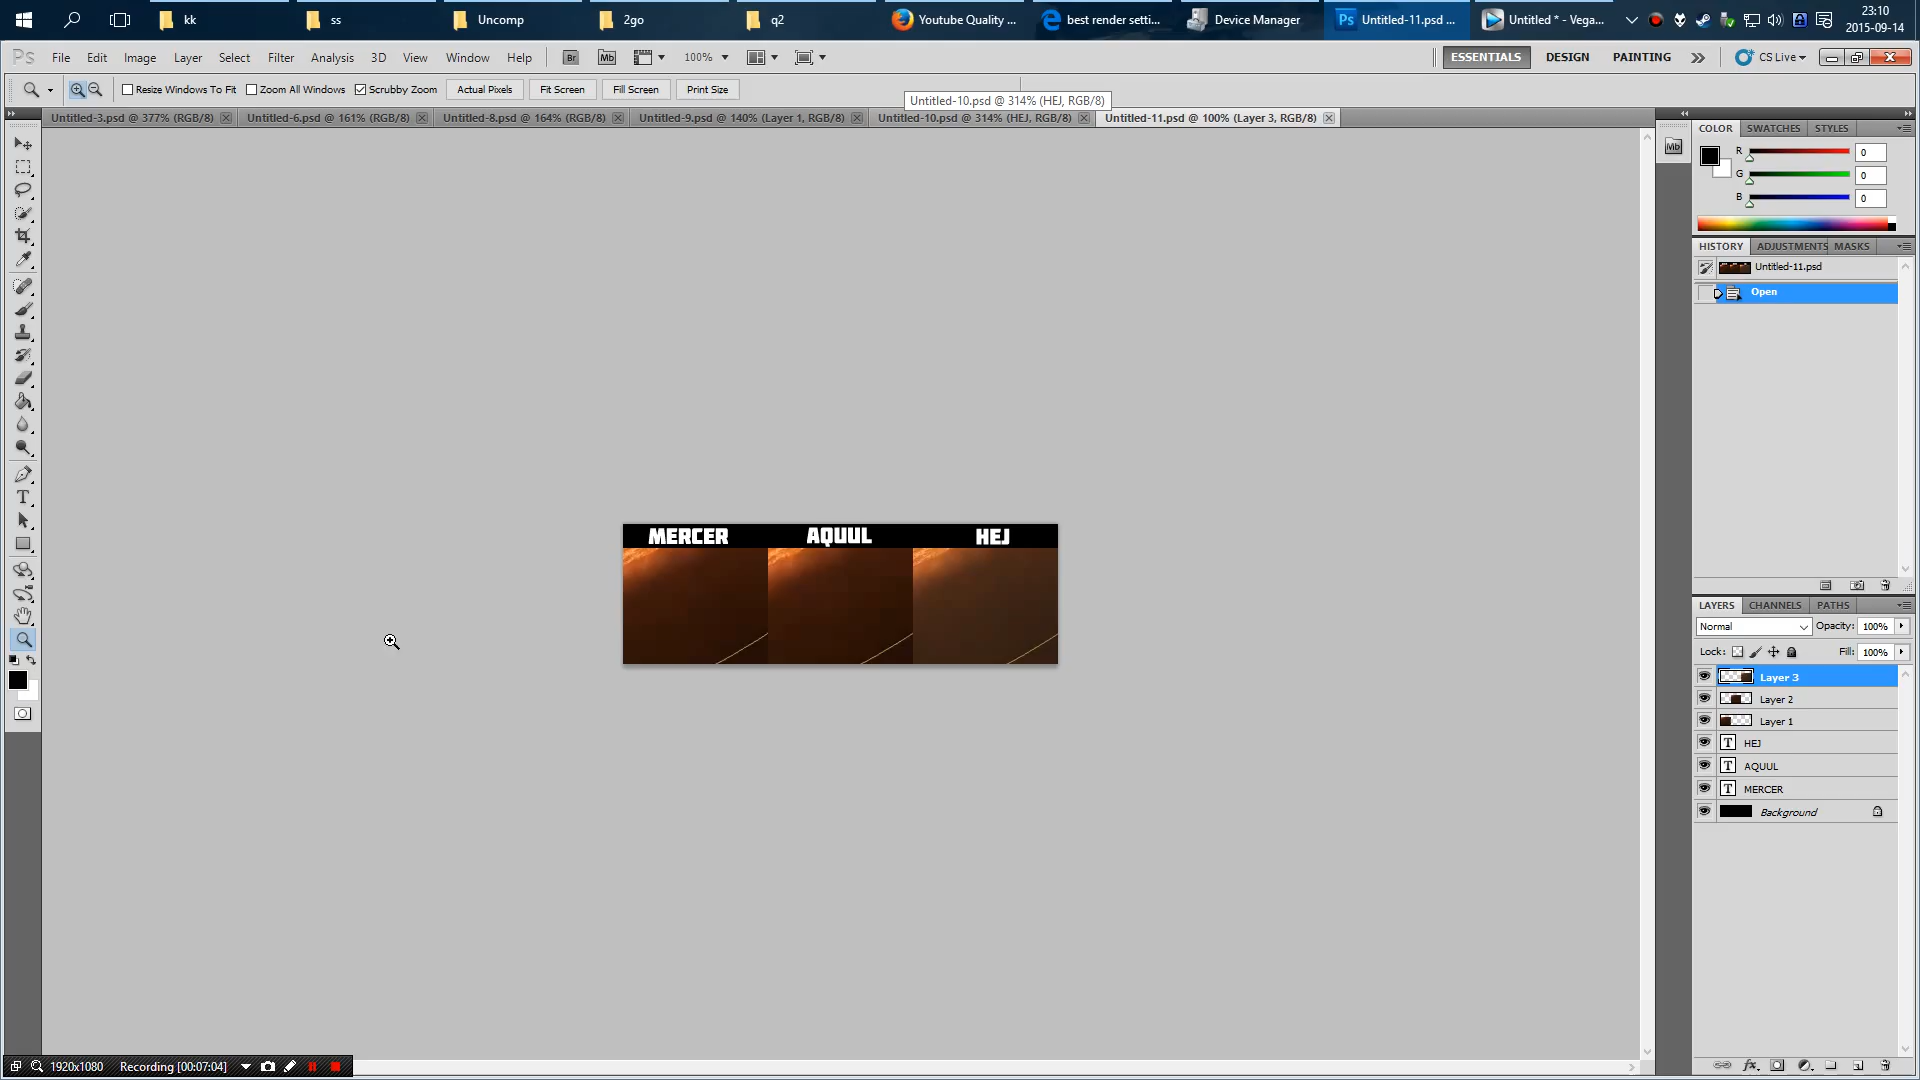 kk
ss
Uncomp
2go
q2
Youtube Quality ...
best render setti...
Device Manager
Untitled-11.psd ...
Untitled * - Vega...
23:10
2015-09-14
Ps
File Edit Image Layer Select Filter Analysis 3D View Window Help
Br
Mb
100%
ESSENTIALS
DESIGN
PAINTING
CS Live
Resize Windows To Fit
Zoom All Windows
Scrubby Zoom
Actual Pixels
Fit Screen
Fill Screen
Print Size
Untitled-10.psd @ 314% (HEJ, RGB/8)
Untitled-3.psd @ 377% (RGB/8)
Untitled-6.psd @ 161% (RGB/8)
Untitled-8.psd @ 164% (RGB/8)
Untitled-9.psd @ 140% (Layer 1, RGB/8)
Untitled-10.psd @ 314% (HEJ, RGB/8)
Untitled-11.psd @ 100% (Layer 3, RGB/8)
Mb
COLOR SWATCHES STYLES
R 0
G 0
B 0
HISTORY ADJUSTMENTS MASKS
Untitled-11.psd
Open
MERCER AQUUL HEJ
LAYERS CHANNELS PATHS
Normal
Opacity: 100%
Lock:
Fill: 100%
Layer 3
Layer 2
Layer 1
T HEJ
T AQUUL
T MERCER
Background
1920x1080
Recording [00:07:04]